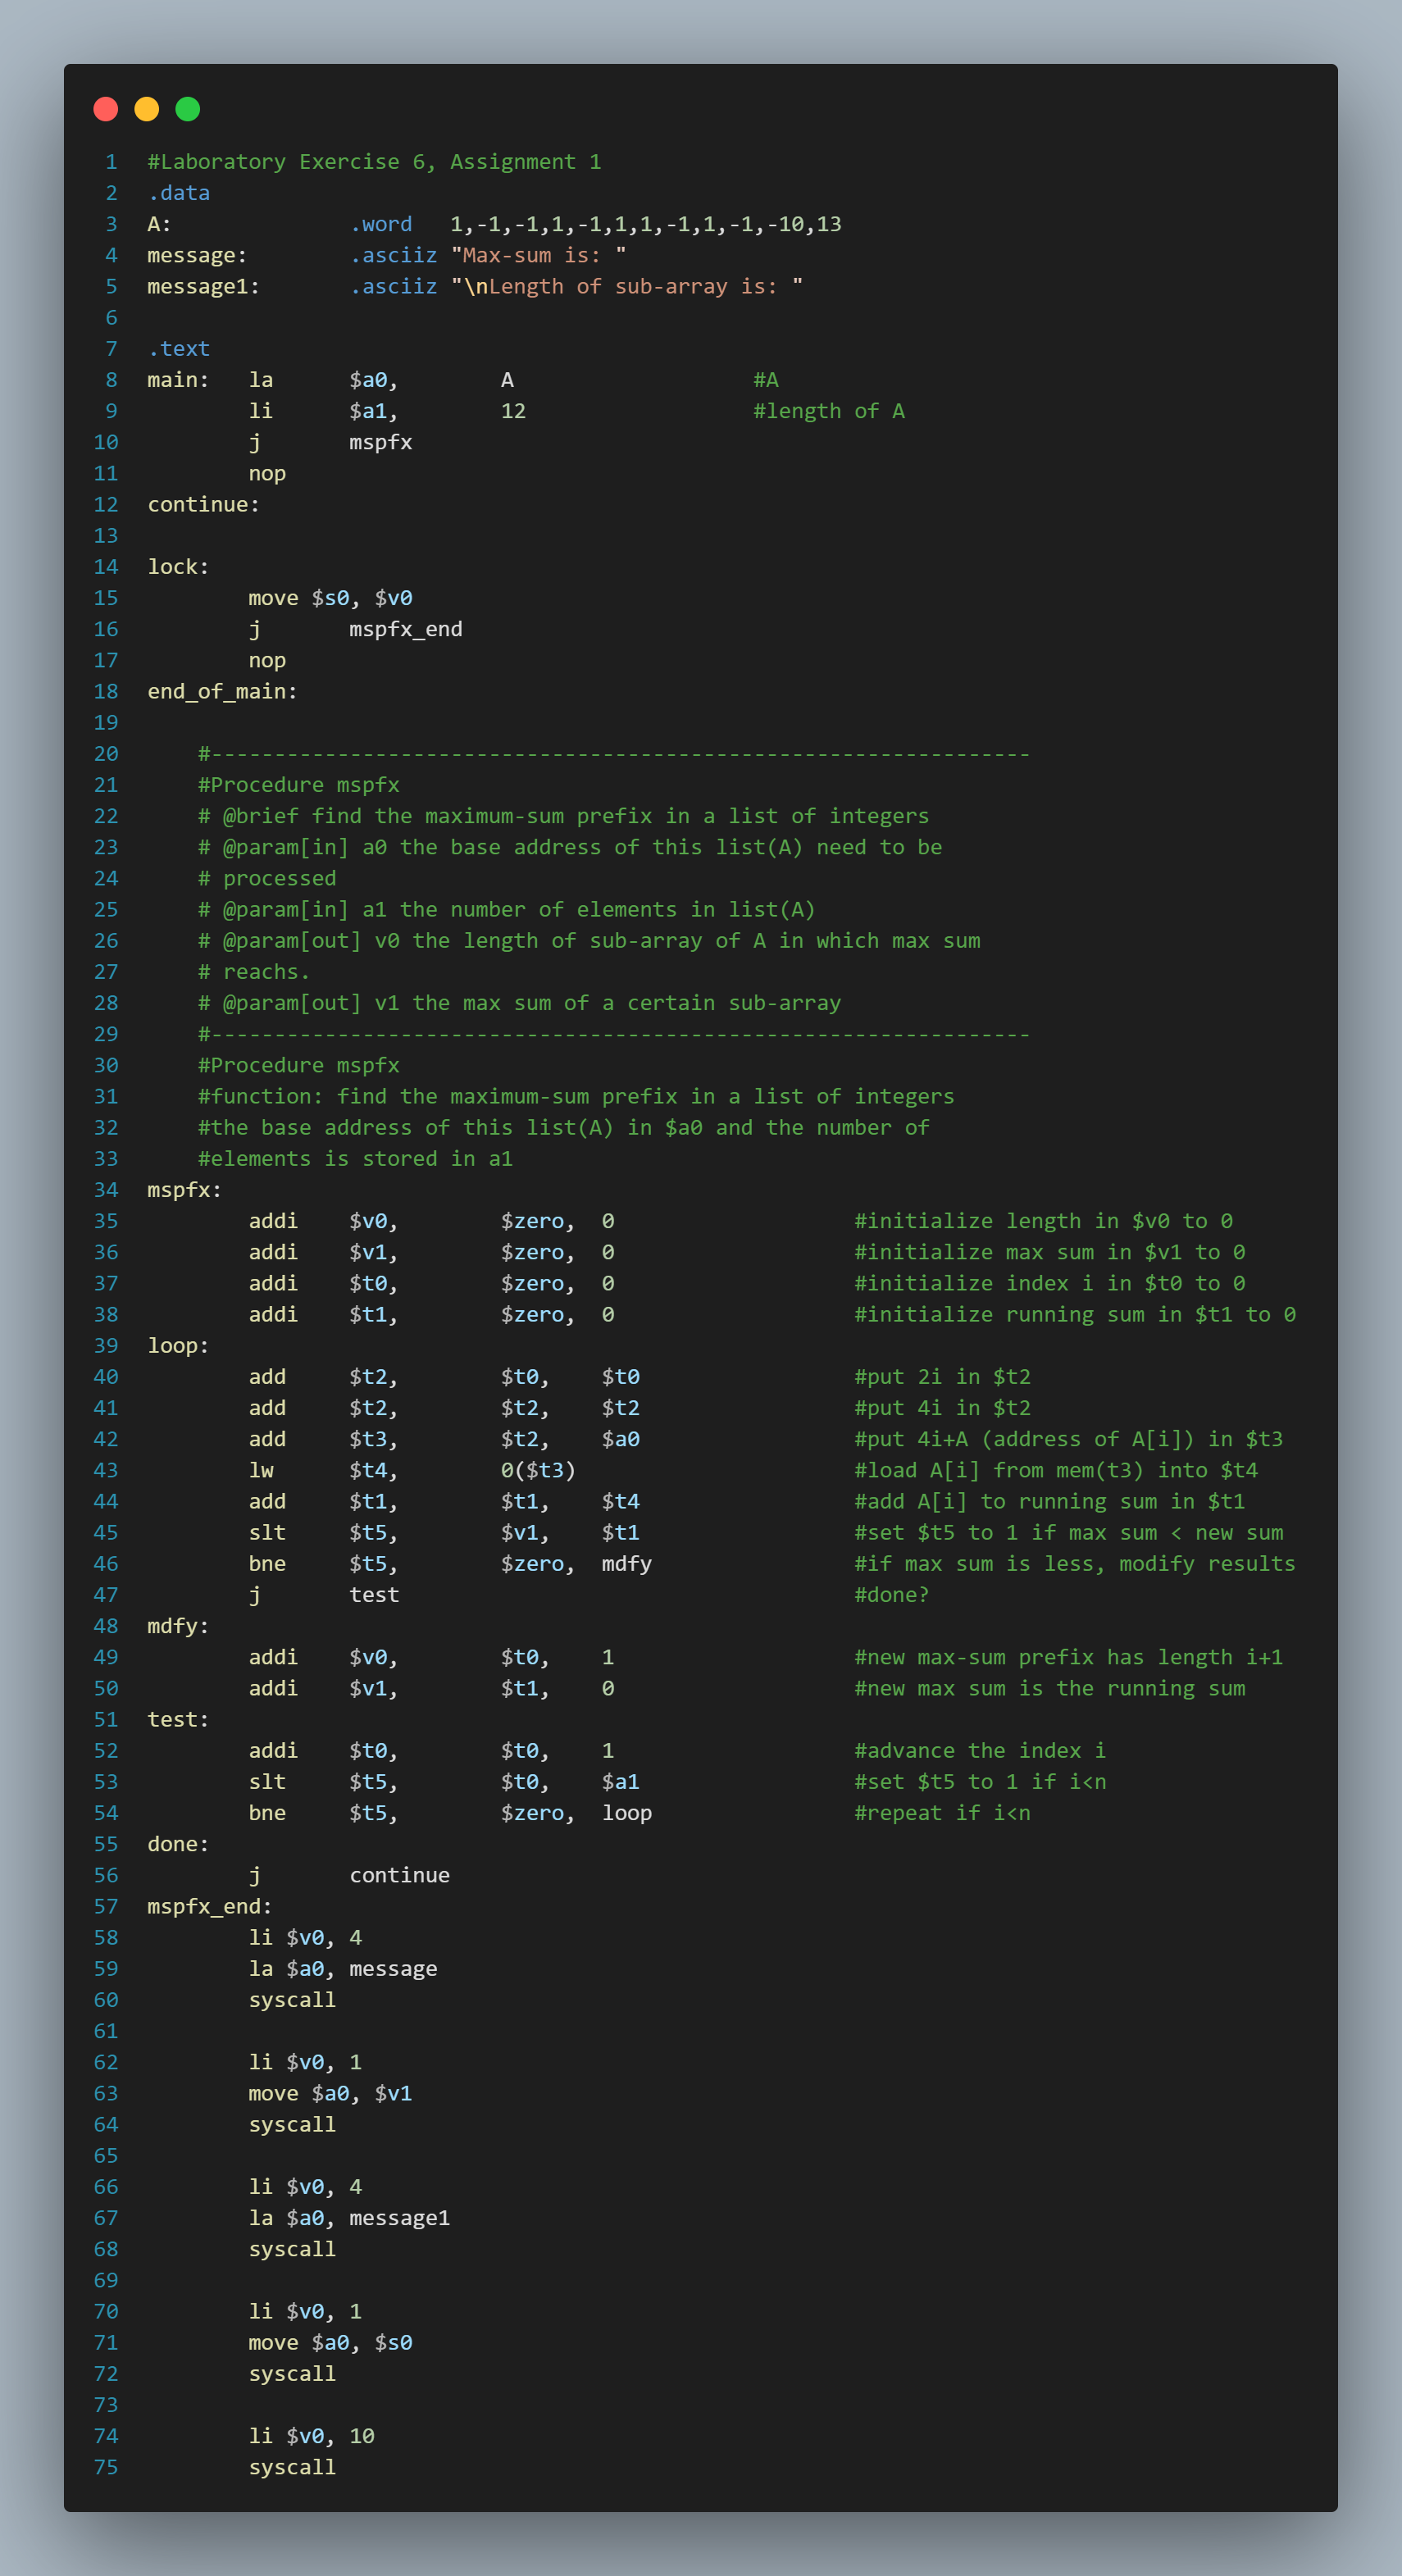 1 #Laboratory Exercise 6, Assignment 1
2 .data
3 A: .word 1,-1,-1,1,-1,1,1,-1,1,-1,-10,13
4 message: .asciiz "Max-sum is: "
5 message1: .asciiz "\nLength of sub-array is: "
6
7 .text
8 main: la $a0, A #A
9 li $a1, 12 #length of A
10 j mspfx
11 nop
12 continue:
13
14 lock:
15 move $s0, $v0
16 j mspfx_end
17 nop
18 end_of_main:
19
20 #-----------------------------------------------------------------
21 #Procedure mspfx
22 # @brief find the maximum-sum prefix in a list of integers
23 # @param[in] a0 the base address of this list(A) need to be
24 # processed
25 # @param[in] a1 the number of elements in list(A)
26 # @param[out] v0 the length of sub-array of A in which max sum
27 # reachs.
28 # @param[out] v1 the max sum of a certain sub-array
29 #-----------------------------------------------------------------
30 #Procedure mspfx
31 #function: find the maximum-sum prefix in a list of integers
32 #the base address of this list(A) in $a0 and the number of
33 #elements is stored in a1
34 mspfx:
35 addi $v0, $zero, 0 #initialize length in $v0 to 0
36 addi $v1, $zero, 0 #initialize max sum in $v1 to 0
37 addi $t0, $zero, 0 #initialize index i in $t0 to 0
38 addi $t1, $zero, 0 #initialize running sum in $t1 to 0
39 loop:
40 add $t2, $t0, $t0 #put 2i in $t2
41 add $t2, $t2, $t2 #put 4i in $t2
42 add $t3, $t2, $a0 #put 4i+A (address of A[i]) in $t3
43 lw $t4, 0($t3) #load A[i] from mem(t3) into $t4
44 add $t1, $t1, $t4 #add A[i] to running sum in $t1
45 slt $t5, $v1, $t1 #set $t5 to 1 if max sum < new sum
46 bne $t5, $zero, mdfy #if max sum is less, modify results
47 j test #done?
48 mdfy:
49 addi $v0, $t0, 1 #new max-sum prefix has length i+1
50 addi $v1, $t1, 0 #new max sum is the running sum
51 test:
52 addi $t0, $t0, 1 #advance the index i
53 slt $t5, $t0, $a1 #set $t5 to 1 if i<n
54 bne $t5, $zero, loop #repeat if i<n
55 done:
56 j continue
57 mspfx_end:
58 li $v0, 4
59 la $a0, message
60 syscall
61
62 li $v0, 1
63 move $a0, $v1
64 syscall
65
66 li $v0, 4
67 la $a0, message1
68 syscall
69
70 li $v0, 1
71 move $a0, $s0
72 syscall
73
74 li $v0, 10
75 syscall